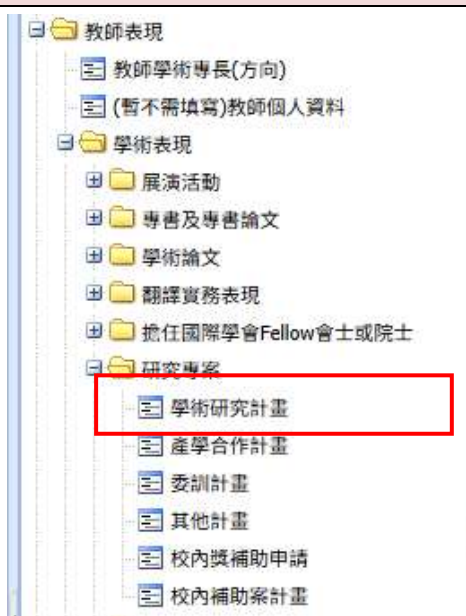 教師表現
教師學術專長(方向)
(暫不需填寫)教師個人資料
學術表現
展演活動
專書及專書論文
學術論文
翻譯實務表現
擔任國際學會Fellow會士或院士
研究專案
學術研究計畫
產學合作計畫
委訓計畫
其他計畫
校內獎補助申請
校內補助案計畫